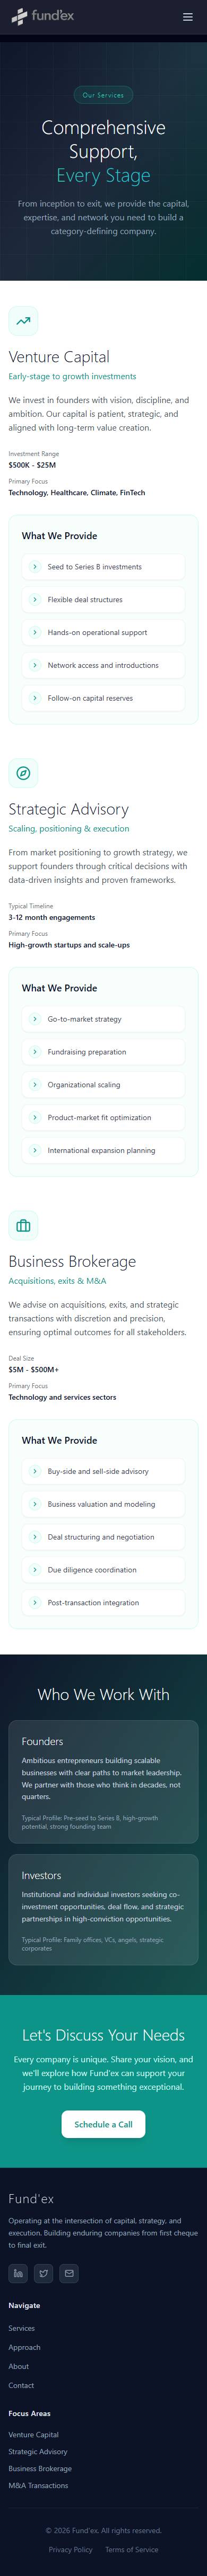 fund'ex
Our Services
Comprehensive
Support,
Every Stage
From inception to exit, we provide the capital,
expertise, and network you need to build a
category-defining company.
Venture Capital
Early-stage to growth investments
We invest in founders with vision, discipline, and
ambition. Our capital is patient, strategic, and
aligned with long-term value creation.
Investment Range
$500K - $25M
Primary Focus
Technology, Healthcare, Climate, FinTech
What We Provide
Seed to Series B investments
Flexible deal structures
Hands-on operational support
Network access and introductions
Follow-on capital reserves
Strategic Advisory
Scaling, positioning & execution
From market positioning to growth strategy, we
support founders through critical decisions with
data-driven insights and proven frameworks.
Typical Timeline
3-12 month engagements
Primary Focus
High-growth startups and scale-ups
What We Provide
Go-to-market strategy
Fundraising preparation
Organizational scaling
Product-market fit optimization
International expansion planning
Business Brokerage
Acquisitions, exits & M&A
We advise on acquisitions, exits, and strategic
transactions with discretion and precision,
ensuring optimal outcomes for all stakeholders.
Deal Size
$5M - $500M+
Primary Focus
Technology and services sectors
What We Provide
Buy-side and sell-side advisory
Business valuation and modeling
Deal structuring and negotiation
Due diligence coordination
Post-transaction integration
Who We Work With
Founders
Ambitious entrepreneurs building scalable
businesses with clear paths to market leadership.
We partner with those who think in decades, not
quarters.
Typical Profile: Pre-seed to Series B, high-growth
potential, strong founding team
Investors
Institutional and individual investors seeking co-
investment opportunities, deal flow, and strategic
partnerships in high-conviction opportunities.
Typical Profile: Family offices, VCs, angels, strategic
corporates
Let's Discuss Your Needs
Every company is unique. Share your vision, and
we'll explore how Fund'ex can support your
journey to building something exceptional.
Schedule a Call
Fund'ex
Operating at the intersection of capital, strategy, and
execution. Building enduring companies from first cheque
to final exit.
Navigate
Services
Approach
About
Contact
Focus Areas
Venture Capital
Strategic Advisory
Business Brokerage
M&A Transactions
© 2026 Fund'ex. All rights reserved.
Privacy Policy Terms of Service